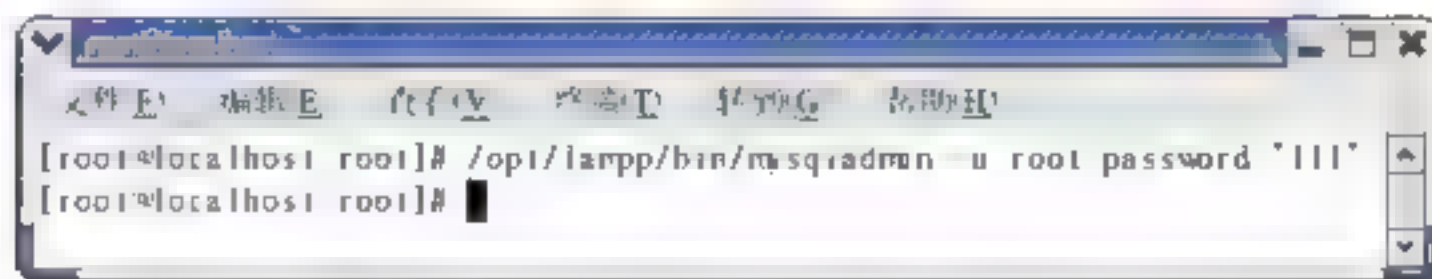 文件(F) 编辑(E) 查看(V) 终端(T) 转到(G) 帮助(H)
[root@localhost root]# /opt/lampp/bin/mysqladmin -u root password
[root@localhost root]#